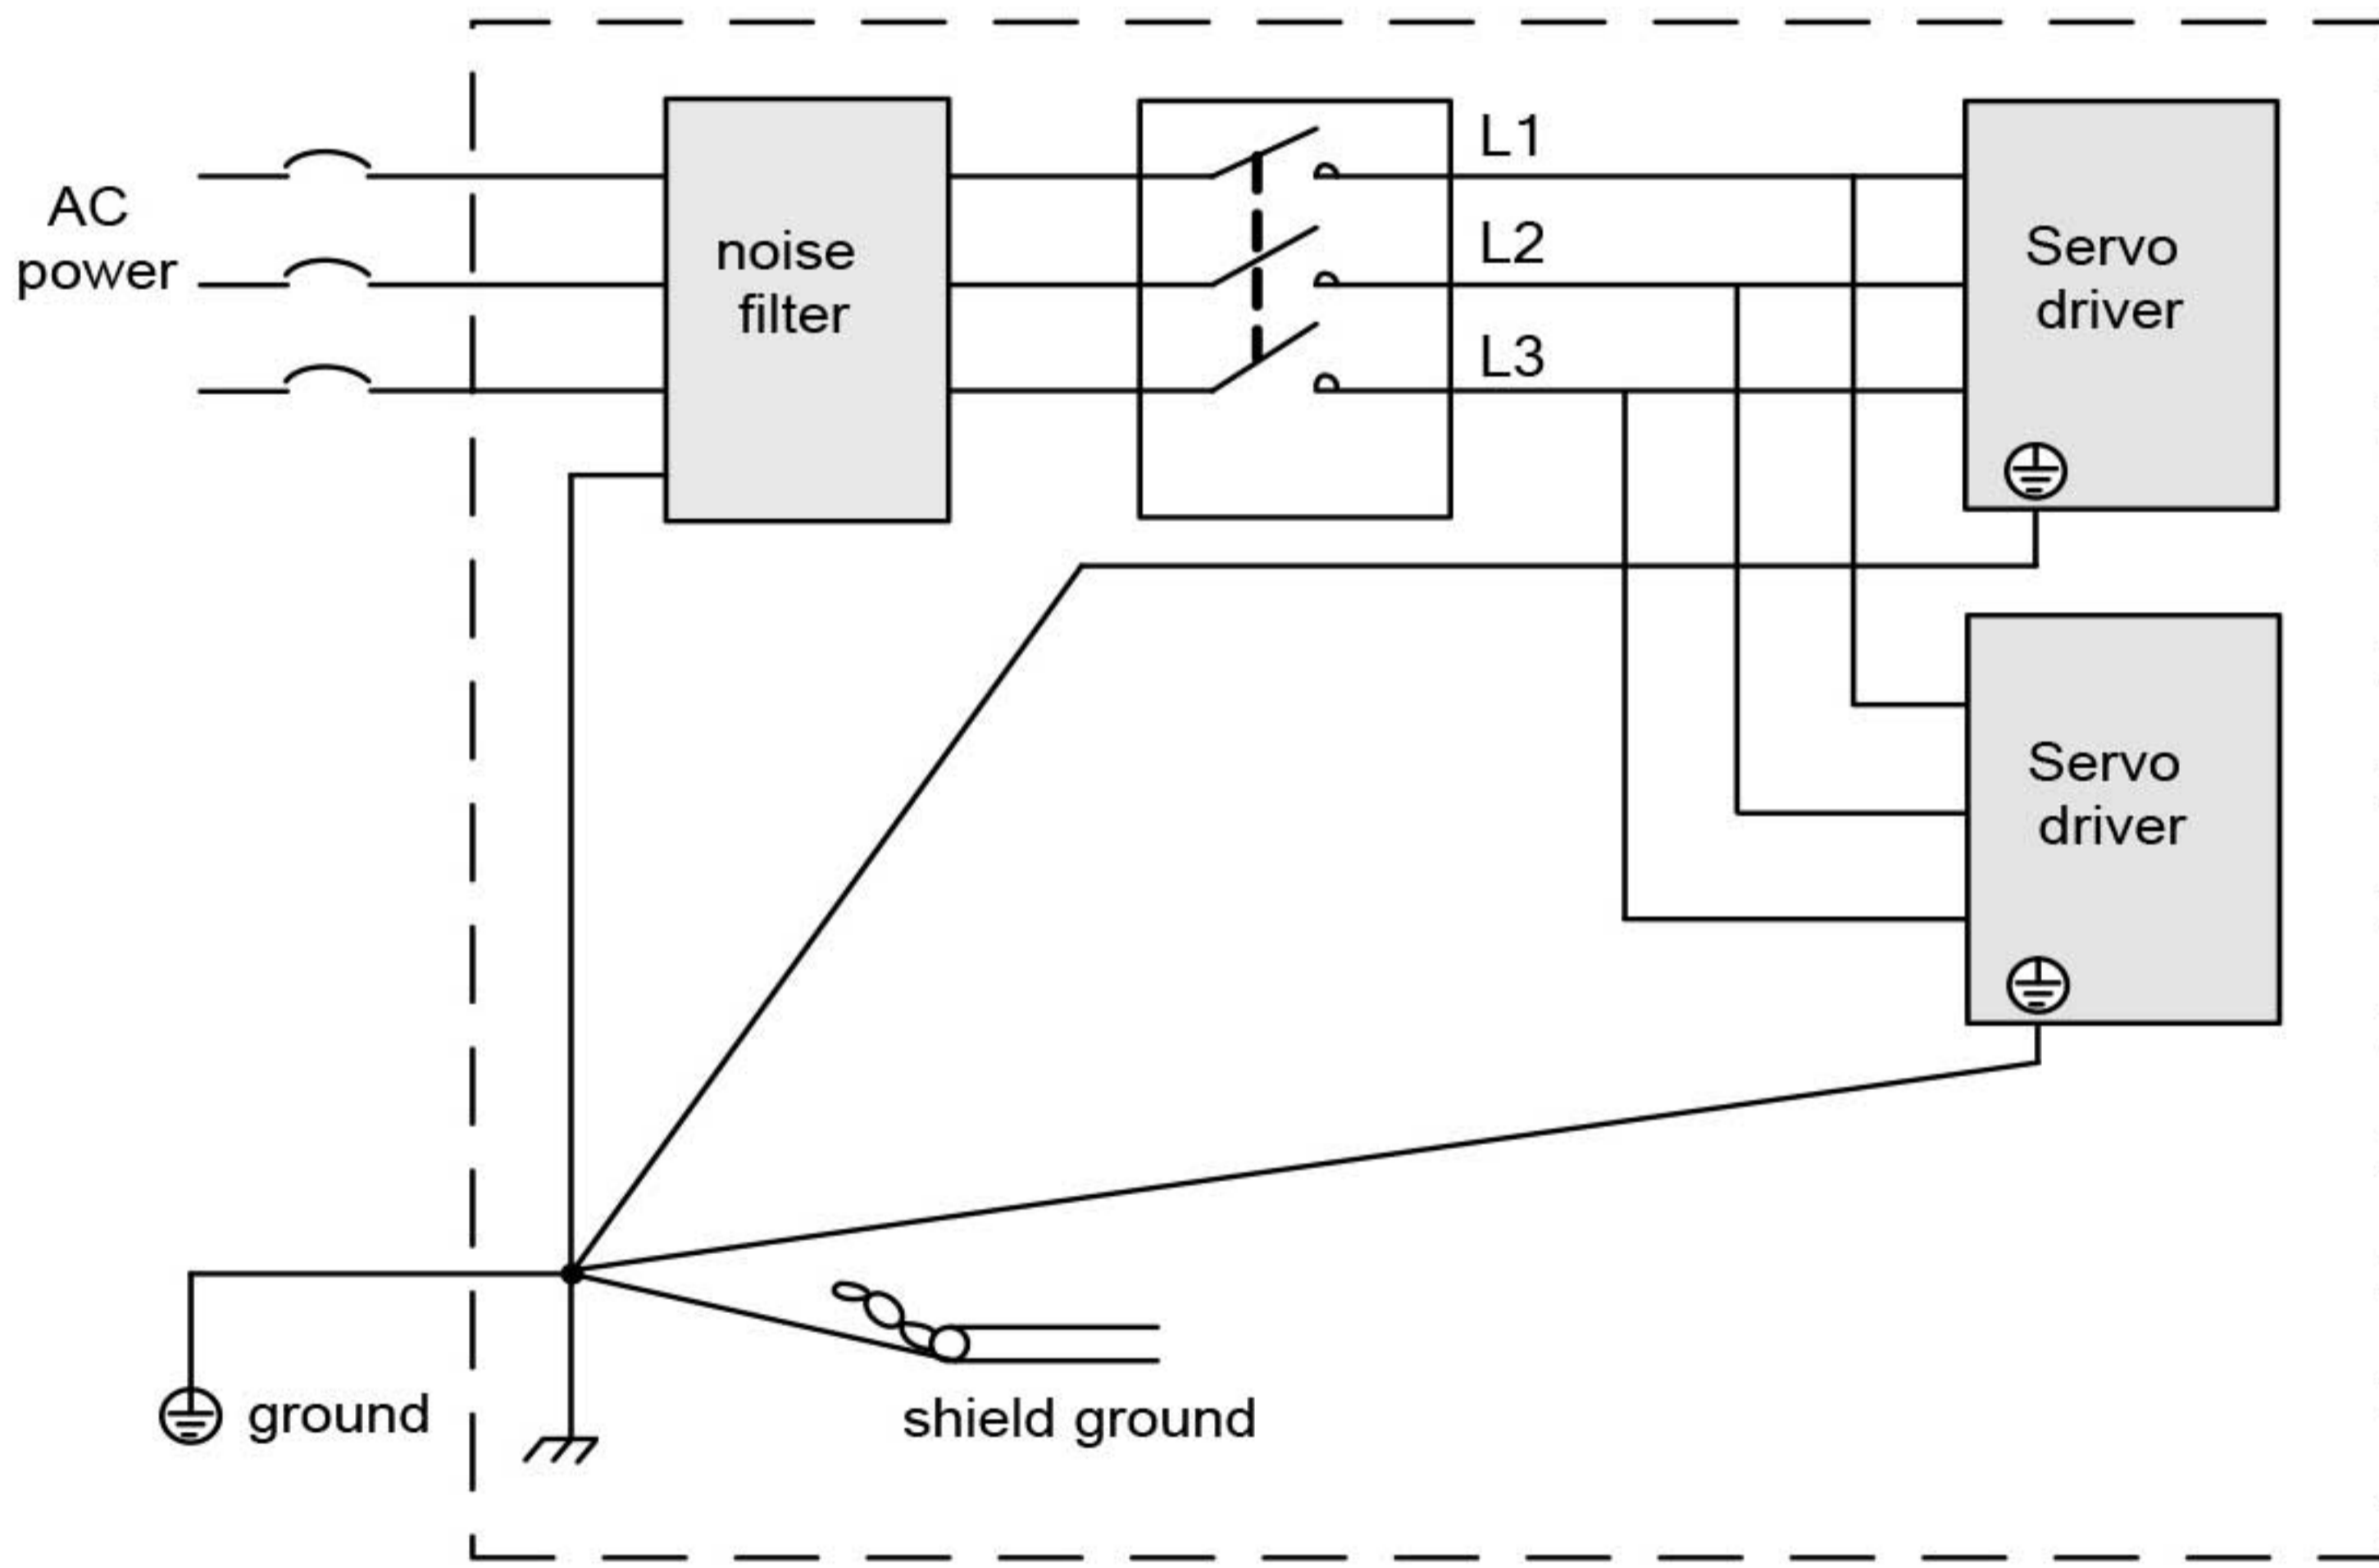 AC
power
noise
filter
L1
L2
L3
Servo
driver
Servo
driver
ground
shield ground